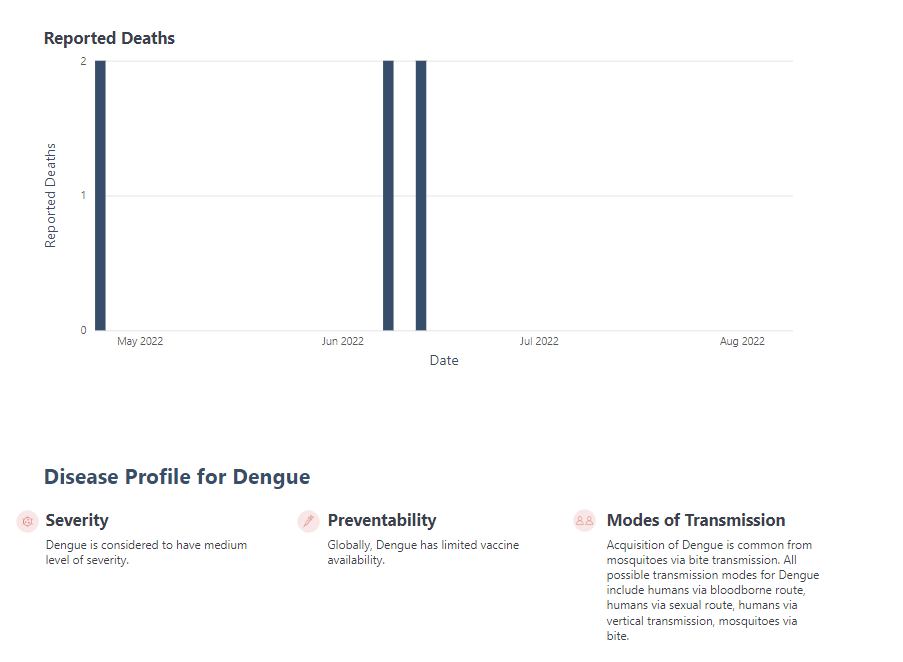 Reported Deaths
2
1
0
Reported Deaths
May 2022
Jun 2022
Jul 2022
Aug 2022
Date
Disease Profile for Dengue
Severity
Dengue is considered to have medium
level of severity.
Preventability
Globally, Dengue has limited vaccine
availability.
Modes of Transmission
Acquisition of Dengue is common from
mosquitoes via bite transmission. All
possible transmission modes for Dengue
include humans via bloodborne route,
humans via sexual route, humans via
vertical transmission, mosquitoes via
bite.